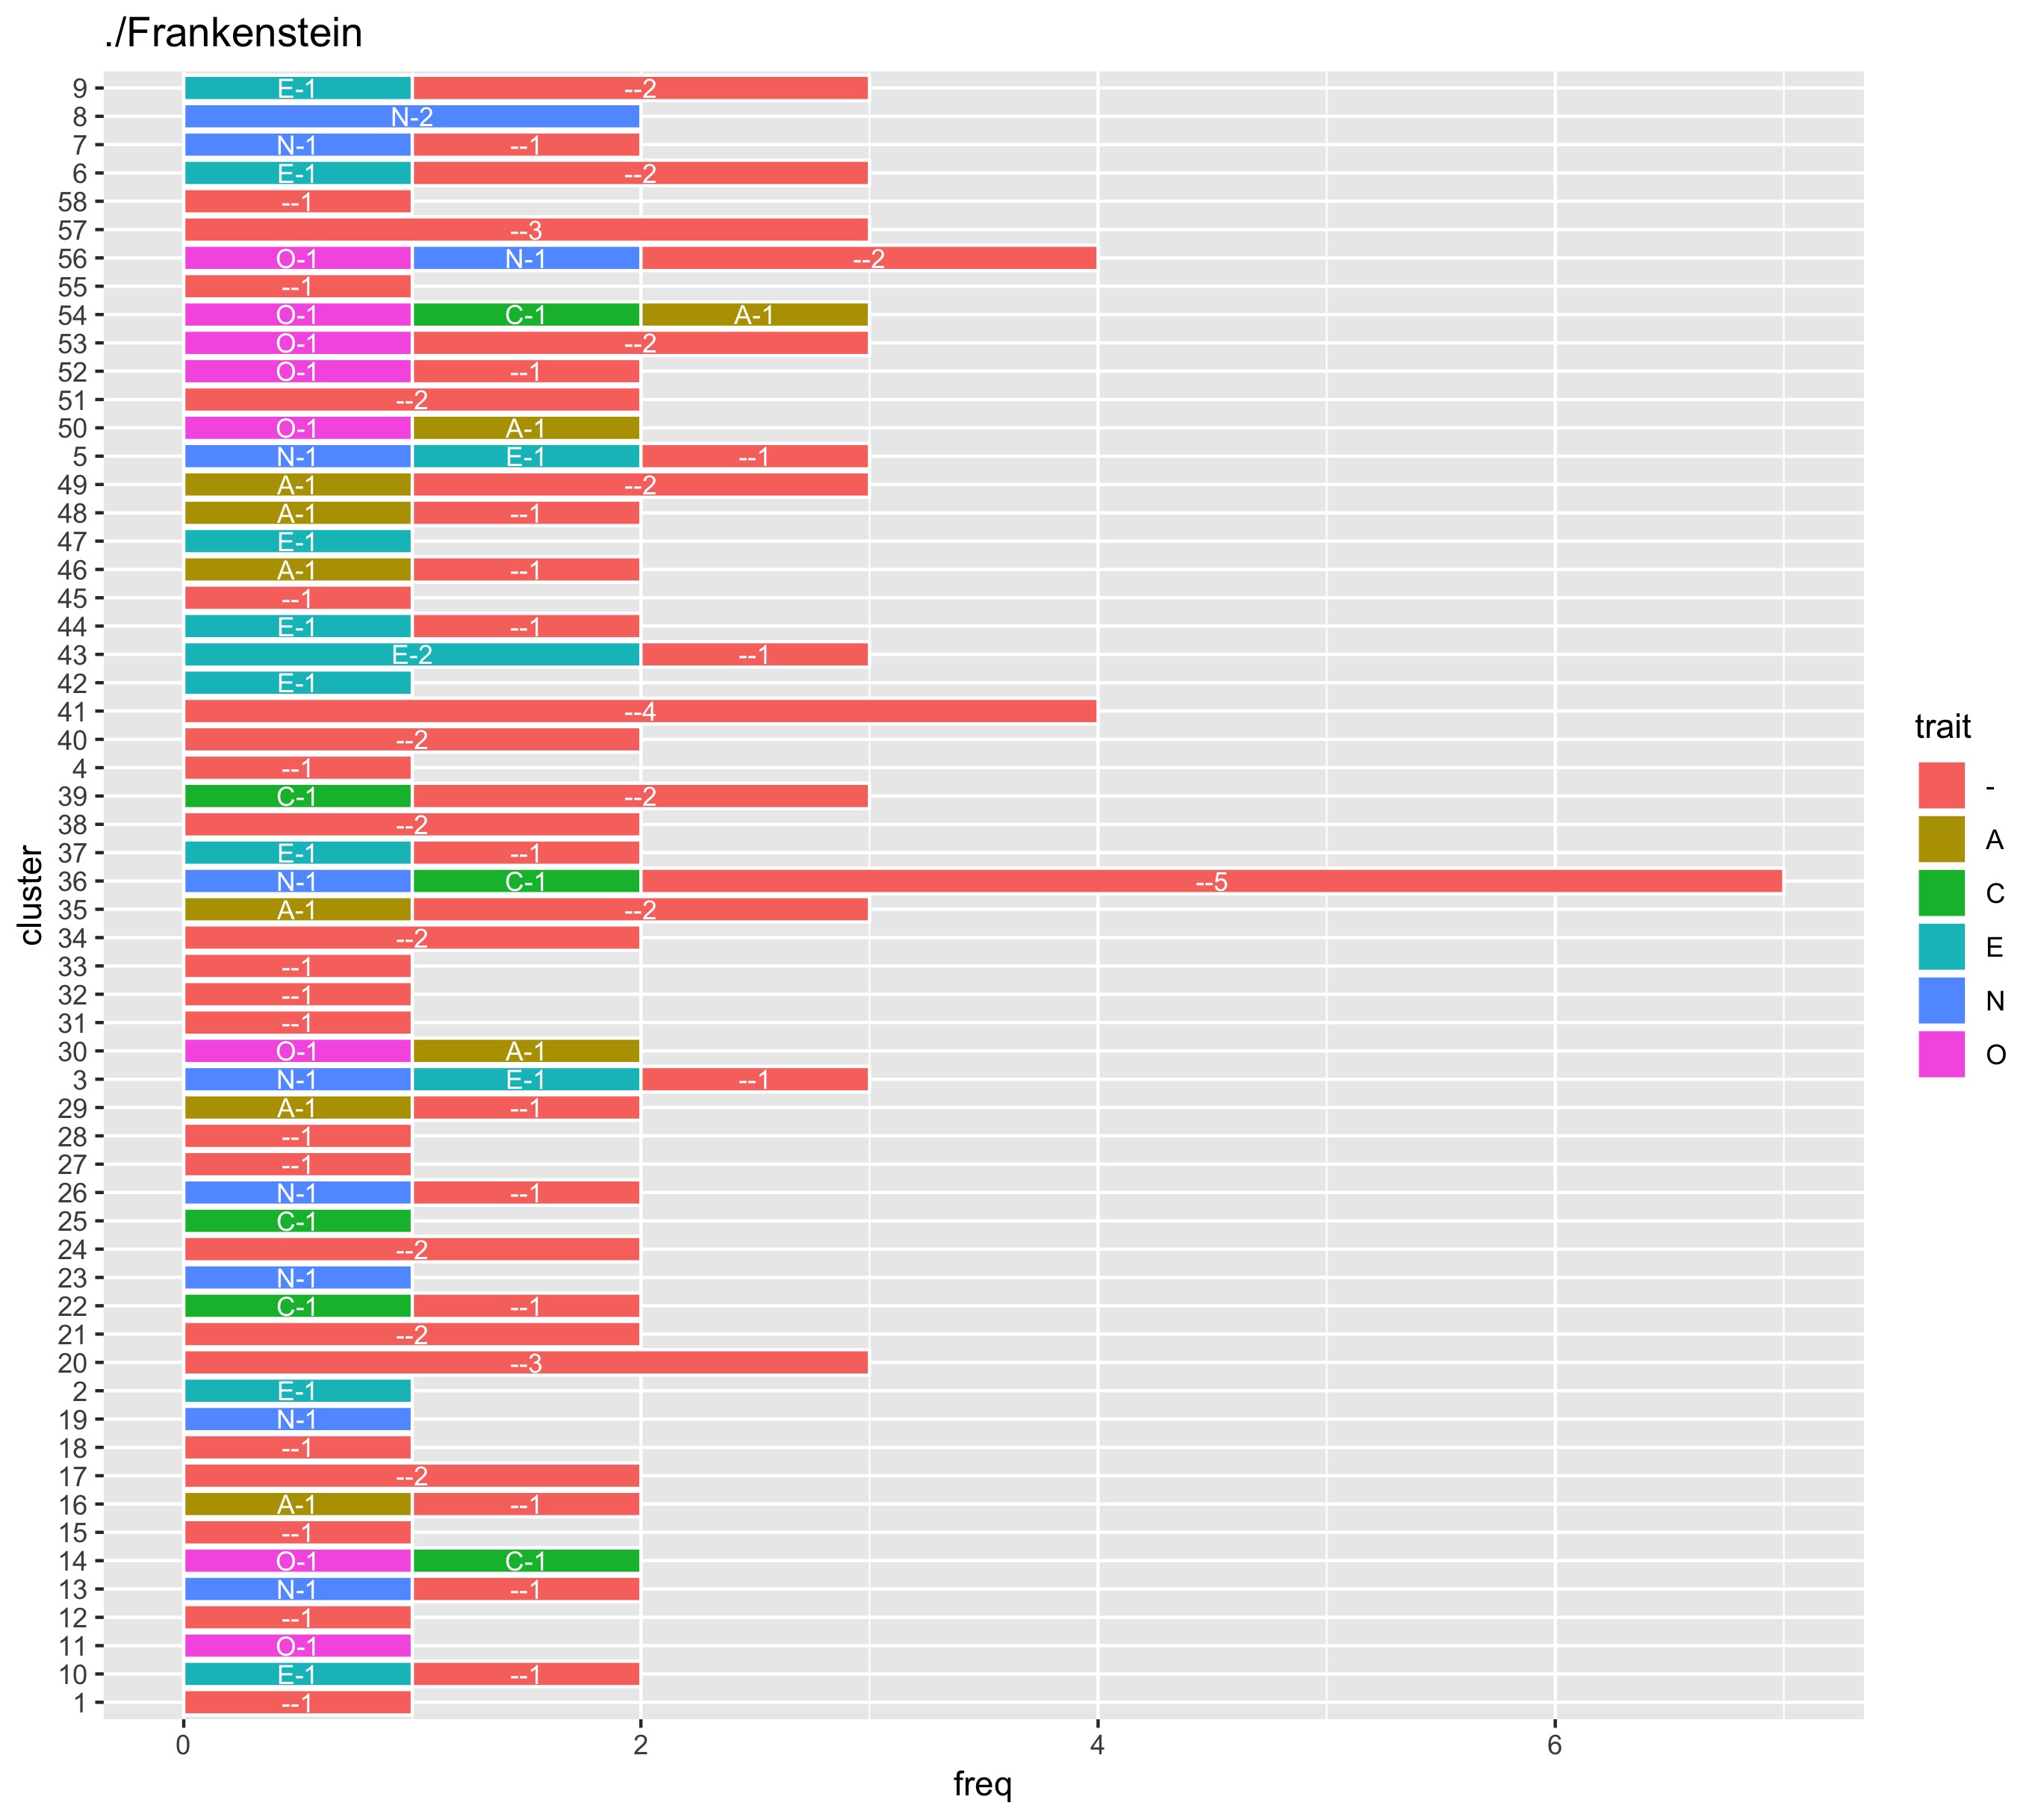 ./Frankenstein
9 E-1 --2
8 N-2
7 N-1 --1
6 E-1 --2
58 --1
57 --3
56 O-1 N-1 --2
55 --1
54 O-1 C-1 A-1
53 O-1 --2
52 O-1 --1
51 --2
50 O-1 A-1
5 N-1 E-1 --1
49 A-1 --2
48 A-1 --1
47 E-1
46 A-1 --1
45 --1
44 E-1 --1
43 E-2 --1
42 E-1
41 --4
40 --2
4 --1
39 C-1 --2
38 --2
37 E-1 --1
36 N-1 C-1 --5
35 A-1 --2
34 --2
33 --1
32 --1
31 --1
30 O-1 A-1
3 N-1 E-1 --1
29 A-1 --1
28 --1
27 --1
26 N-1 --1
25 C-1
24 --2
23 N-1
22 C-1 --1
21 --2
20 --3
2 E-1
19 N-1
18 --1
17 --2
16 A-1 --1
15 --1
14 O-1 C-1
13 N-1 --1
12 --1
11 O-1
10 E-1 --1
1 --1
0 2 4 6
freq
cluster
trait
-
A
C
E
N
O